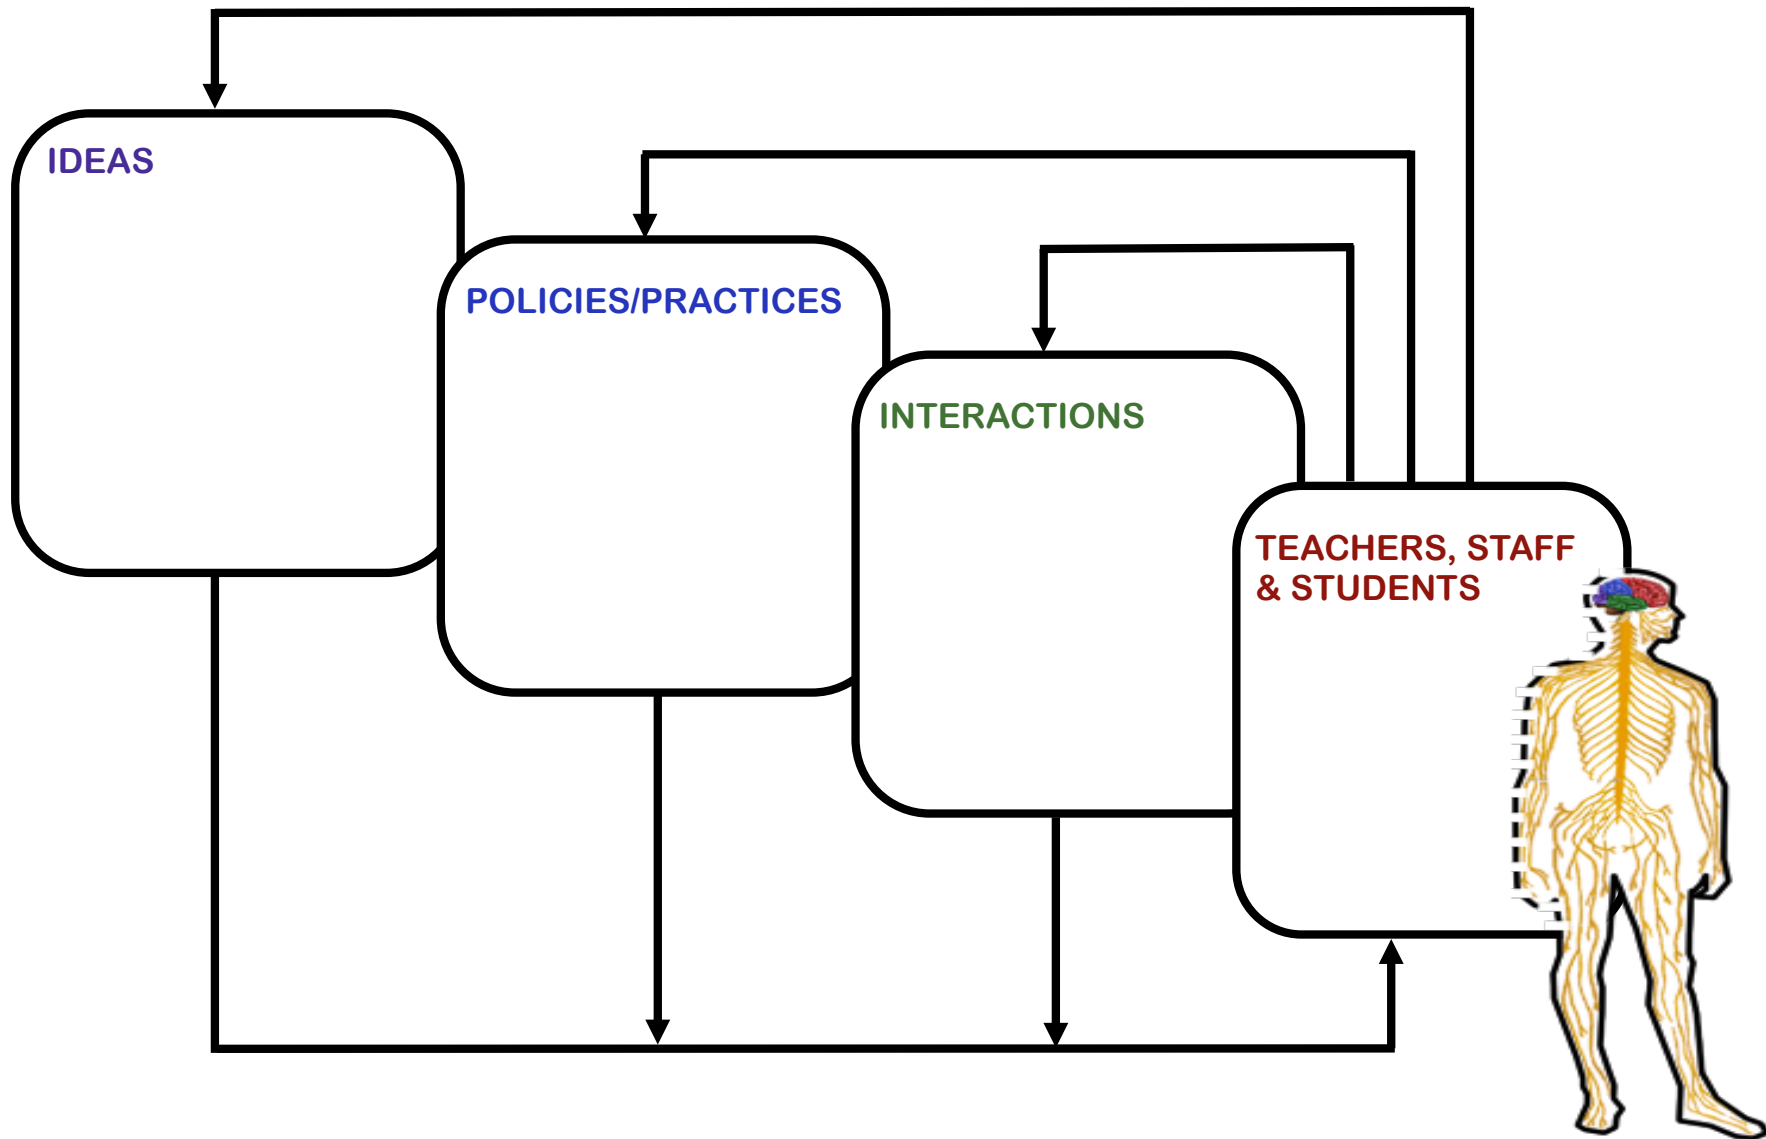 IDEAS
POLICIES/PRACTICES
INTERACTIONS
TEACHERS, STAFF
& STUDENTS